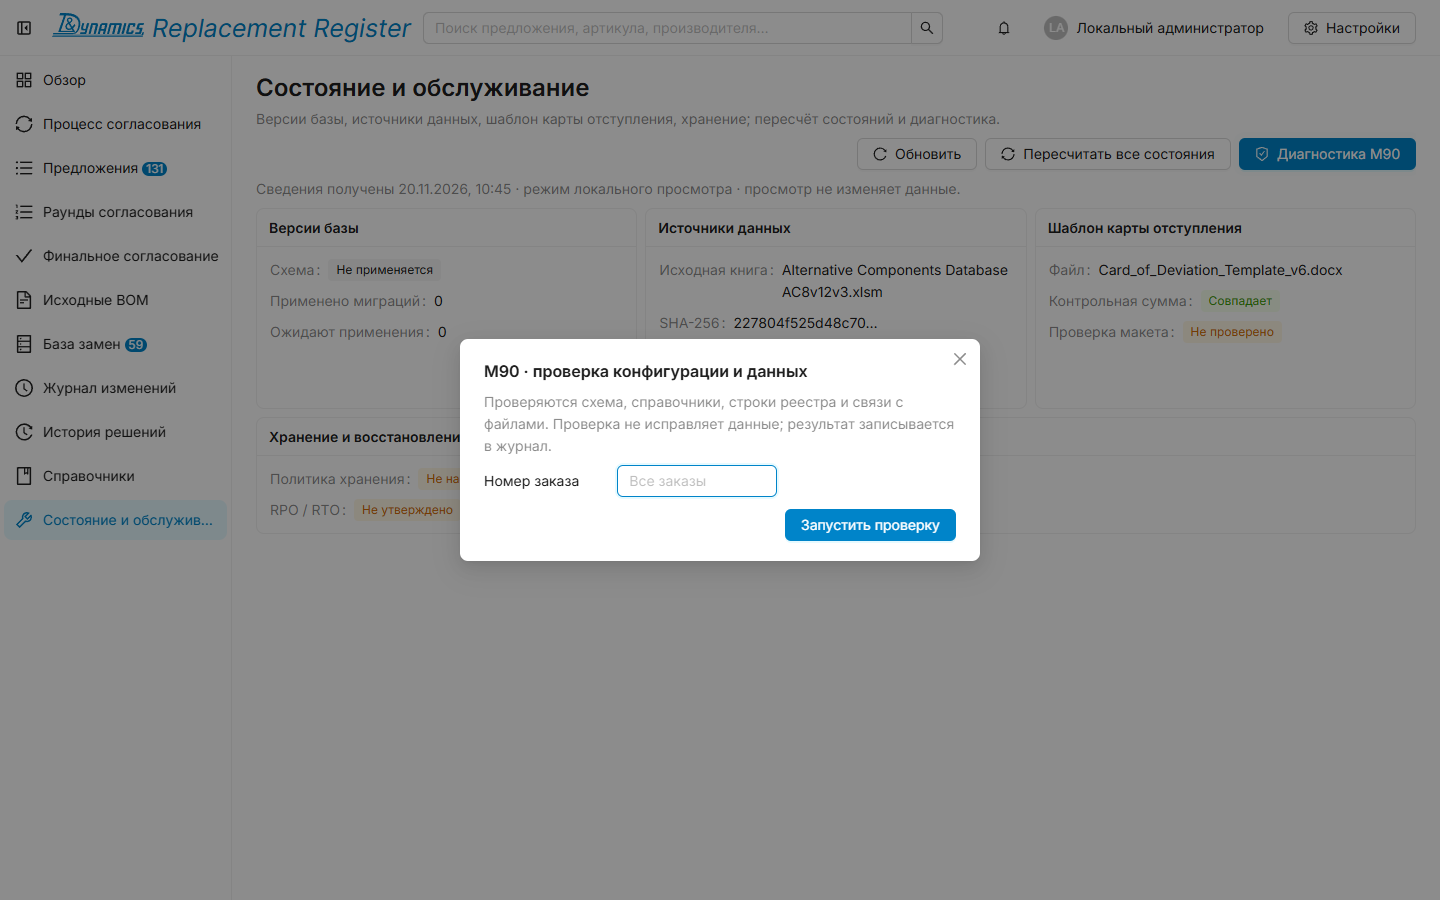 Dynamics Replacement Register
Поиск предложения, артикула, производителя...
LA
Локальный администратор
Настройки
Обзор
Процесс согласования
Предложения 131
Раунды согласования
Финальное согласование
Исходные BOM
База замен 59
Журнал изменений
История решений
Справочники
Состояние и обслужив...
Состояние и обслуживание
Версии базы, источники данных, шаблон карты отступления, хранение; пересчёт состояний и диагностика.
Обновить
Пересчитать все состояния
Диагностика M90
Сведения получены 20.11.2026, 10:45 · режим локального просмотра · просмотр не изменяет данные.
Версии базы
Схема: Не применяется
Применено миграций: 0
Ожидают применения: 0
Источники данных
Исходная книга: Alternative Components Database
AC8v12v3.xlsm
SHA-256: 227804f525d48c70...
Шаблон карты отступления
Файл: Card_of_Deviation_Template_v6.docx
Контрольная сумма: Совпадает
Проверка макета: Не проверено
Хранение и восстановлени
Политика хранения: Не на
RPO / RTO: Не утверждено
M90 · проверка конфигурации и данных
Проверяются схема, справочники, строки реестра и связи с
файлами. Проверка не исправляет данные; результат записывается
в журнал.
Номер заказа
Все заказы
Запустить проверку